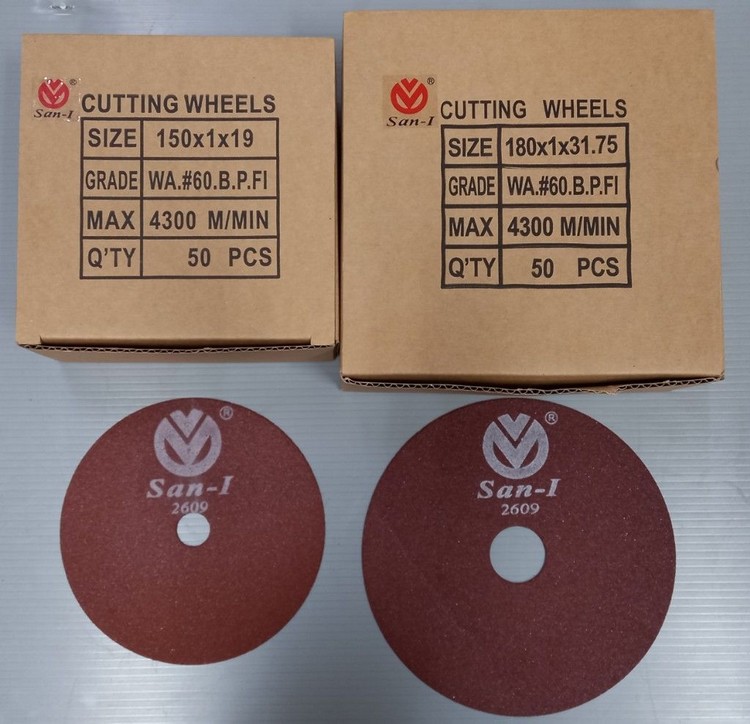 San-I
®
CUTTING WHEELS
SIZE 150x1x19
GRADE WA.#60.B.P.FI
MAX 4300 M/MIN
Q'TY 50 PCS
San-I
®
CUTTING WHEELS
SIZE 180x1x31.75
GRADE WA.#60.B.P.FI
MAX 4300 M/MIN
Q'TY 50 PCS
®
San-I
2609
®
San-I
2609